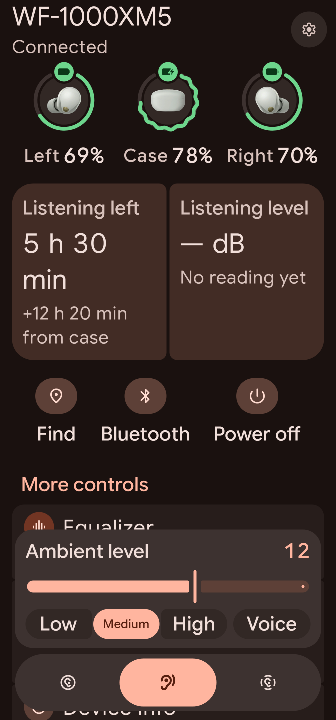 WF-1000XM5
Connected
Left 69% Case 78% Right 70%
Listening left
5 h 30
min
+12 h 20 min
from case
Listening level
— dB
No reading yet
Find Bluetooth Power off
More controls
Equalizer
Ambient level 12
Low Medium High Voice
Device info